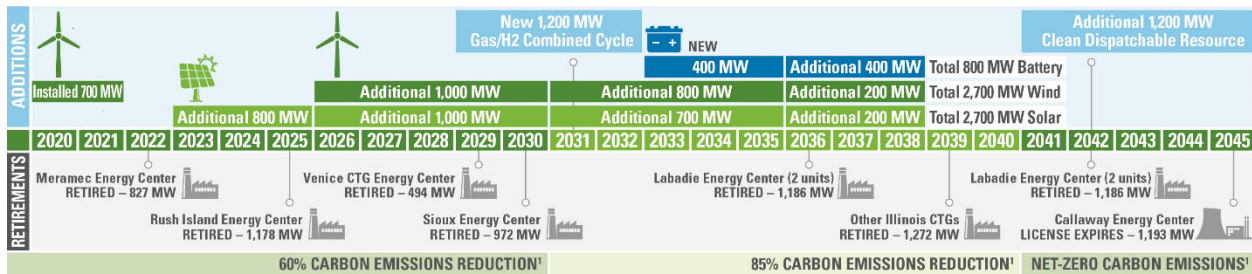 ADDITIONS
New 1,200 MW
Gas/H2 Combined Cycle
Additional 1,200 MW
Clean Dispatchable Resource
NEW
400 MW
Additional 400 MW
Total 800 MW Battery
Installed 700 MW
Additional 1,000 MW
Additional 800 MW
Additional 200 MW
Total 2,700 MW Wind
Additional 800 MW
Additional 1,000 MW
Additional 700 MW
Additional 200 MW
Total 2,700 MW Solar
2020 2021 2022 2023 2024 2025 2026 2027 2028 2029 2030 2031 2032 2033 2034 2035 2036 2037 2038 2039 2040 2041 2042 2043 2044 2045
RETIREMENTS
Meramec Energy Center
RETIRED – 827 MW
Rush Island Energy Center
RETIRED – 1,178 MW
Venice CTG Energy Center
RETIRED – 494 MW
Sioux Energy Center
RETIRED – 972 MW
Labadie Energy Center (2 units)
RETIRED – 1,186 MW
Other Illinois CTGs
RETIRED – 1,272 MW
Labadie Energy Center (2 units)
RETIRED – 1,186 MW
Callaway Energy Center
LICENSE EXPIRES – 1,193 MW
60% CARBON EMISSIONS REDUCTION¹
85% CARBON EMISSIONS REDUCTION¹
NET-ZERO CARBON EMISSIONS¹